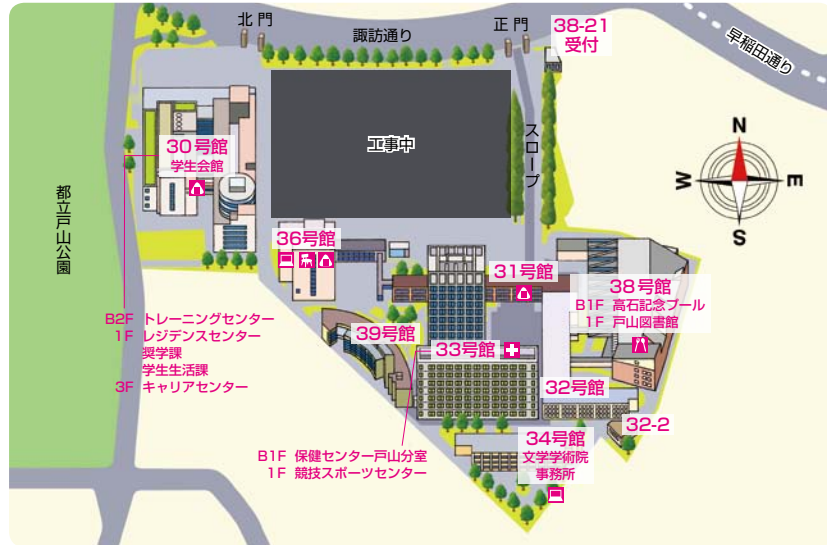 北門
諏訪通り
正門
38-21
受付
早稲田通り
工事中
スロープ
30号館
学生会館
都立戸山公園
N
W
E
S
36号館
31号館
38号館
B1F 高石記念プール
1F 戸山図書館
B2F トレーニングセンター
1F レジデンスセンター
奨学課
学生生活課
3F キャリアセンター
39号館
33号館
32号館
32-2
34号館
文学学術院
事務所
B1F 保健センター戸山分室
1F 競技スポーツセンター